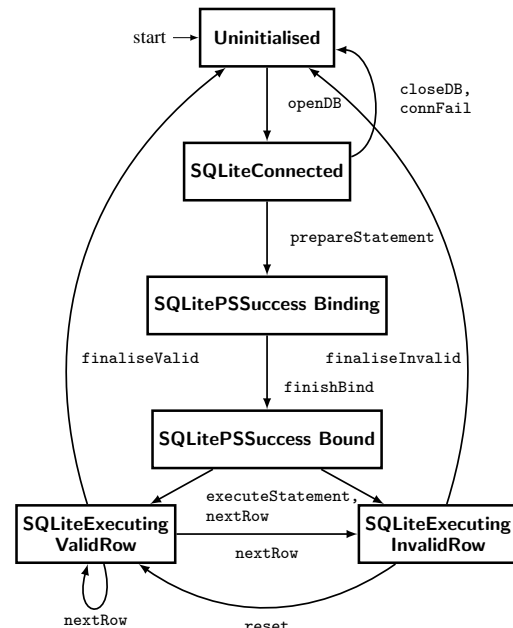 start
Uninitialised
closeDB,
connFail
openDB
SQLiteConnected
prepareStatement
SQLitePSSuccess Binding
finaliseValid
finaliseInvalid
finishBind
SQLitePSSuccess Bound
executeStatement,
nextRow
SQLiteExecuting
ValidRow
SQLiteExecuting
InvalidRow
nextRow
nextRow
reset